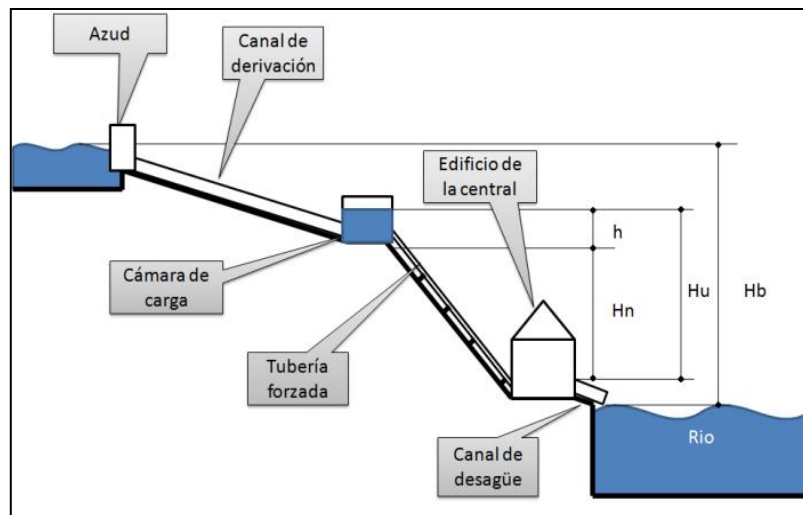 Azud
Canal de
derivación
Edificio de
la central
h
Hn
Hu
Hb
Cámara de
carga
Tubería
forzada
Canal de
desagüe
Rio